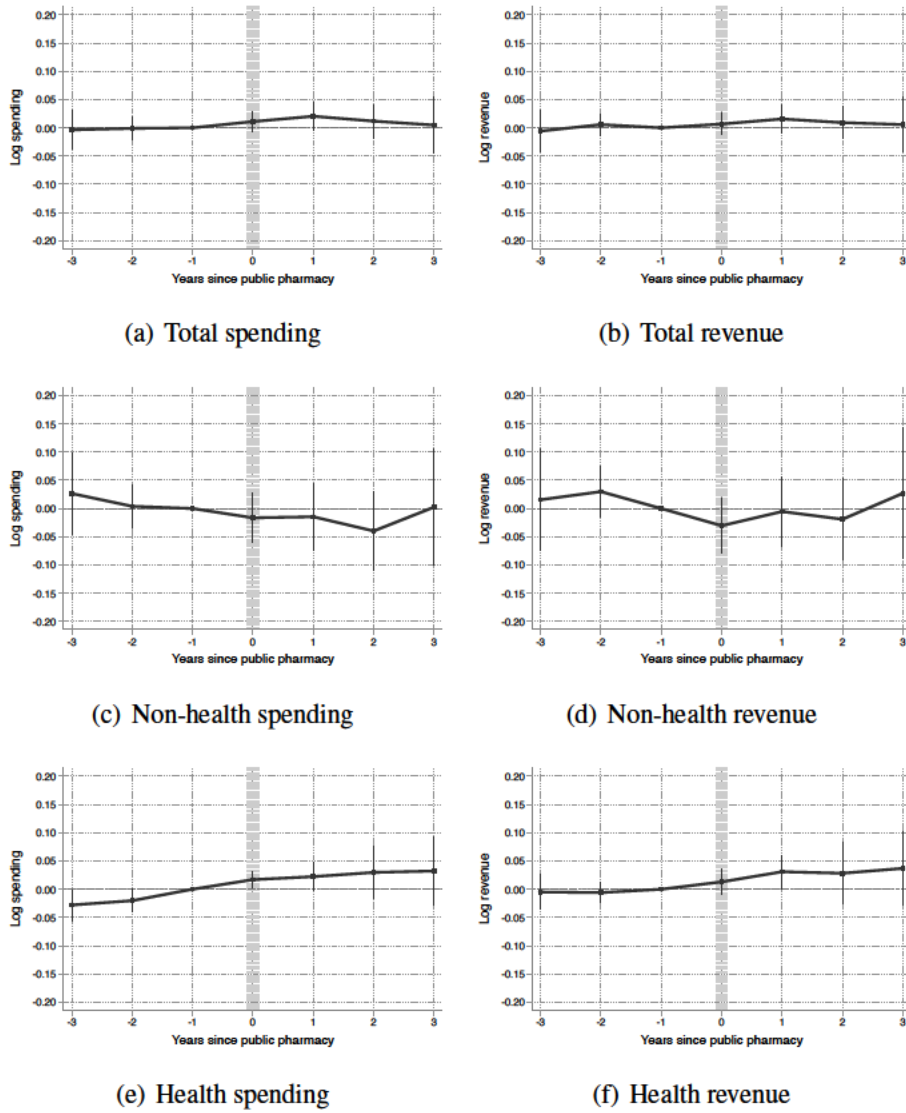 0.20
0.15
0.10
0.05
0.00
-0.05
-0.10
-0.15
-0.20
Log spending
-3 -2 -1 0 1 2 3
Years since public pharmacy
(a) Total spending
0.20
0.15
0.10
0.05
0.00
-0.05
-0.10
-0.15
-0.20
Log revenue
-3 -2 -1 0 1 2 3
Years since public pharmacy
(b) Total revenue
0.20
0.15
0.10
0.05
0.00
-0.05
-0.10
-0.15
-0.20
Log spending
-3 -2 -1 0 1 2 3
Years since public pharmacy
(c) Non-health spending
0.20
0.15
0.10
0.05
0.00
-0.05
-0.10
-0.15
-0.20
Log revenue
-3 -2 -1 0 1 2 3
Years since public pharmacy
(d) Non-health revenue
0.20
0.15
0.10
0.05
0.00
-0.05
-0.10
-0.15
-0.20
Log spending
-3 -2 -1 0 1 2 3
Years since public pharmacy
(e) Health spending
0.20
0.15
0.10
0.05
0.00
-0.05
-0.10
-0.15
-0.20
Log revenue
-3 -2 -1 0 1 2 3
Years since public pharmacy
(f) Health revenue